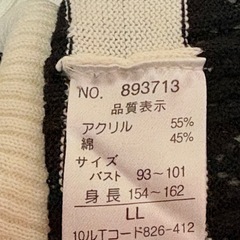 NO. 893713
品質表示
アクリル 55%
綿 45%
サイズ
バスト 93～101
身長 154～162
LL
10ルTコード826-412